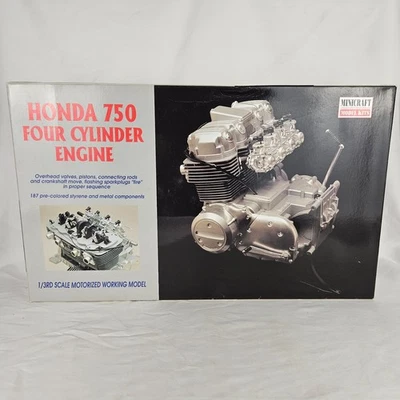 HONDA 750
FOUR CYLINDER
ENGINE
Overhead valves, pistons, connecting rods
and crankshaft move, flashing sparkplugs "fire"
in proper sequence
187 pre-colored styrene and metal components
1/3RD SCALE MOTORIZED WORKING MODEL
MINICRAFT
MODEL KITS